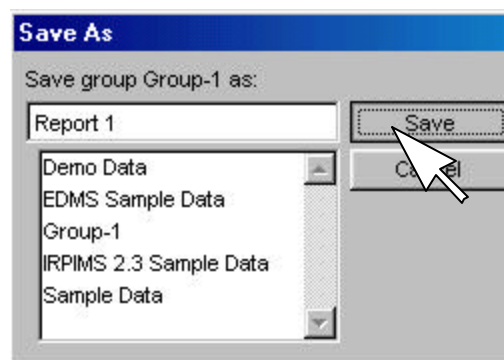 Save As
Save group Group-1 as:
Report 1
Save
Demo Data
EDMS Sample Data
Group-1
IRPIMS 2.3 Sample Data
Sample Data